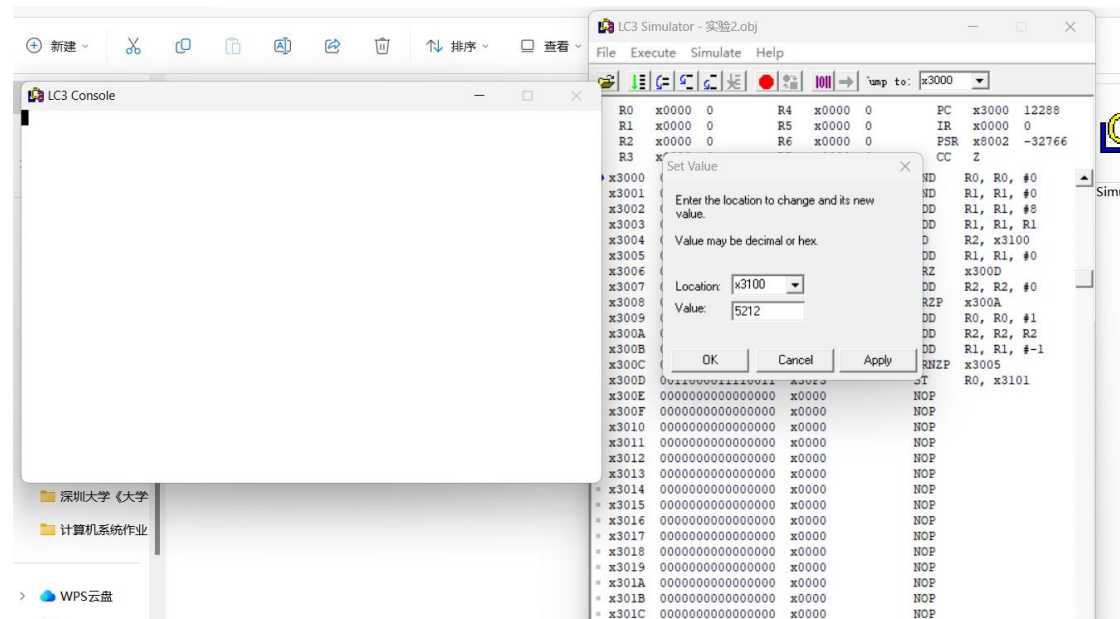 新建
排序
查看
LC3 Console
深圳大学《大学
计算机系统作业
WPS云盘
LC3 Simulator - 实验2.obj
File Execute Simulate Help
Jump to: x3000
R0 x0000 0 R4 x0000 0 PC x3000 12288
R1 x0000 0 R5 x0000 0 IR x0000 0
R2 x0000 0 R6 x0000 0 PSR x8002 -32766
R3 CC Z
Set Value
Enter the location to change and its new
value.
Value may be decimal or hex.
Location: x3100
Value: 5212
OK Cancel Apply
x3000 ND R0, R0, #0
x3001 ND R1, R1, #0
x3002 DD R1, R1, #8
x3003 DD R1, R1, R1
x3004 D R2, x3100
x3005 DD R1, R1, #0
x3006 RZ x300D
x3007 DD R2, R2, #0
x3008 RZP x300A
x3009 DD R0, R0, #1
x300A DD R2, R2, R2
x300B DD R1, R1, #-1
x300C RNZP x3005
x300D 0011000011110011 x30F3 ST R0, x3101
x300E 0000000000000000 x0000 NOP
x300F 0000000000000000 x0000 NOP
x3010 0000000000000000 x0000 NOP
x3011 0000000000000000 x0000 NOP
x3012 0000000000000000 x0000 NOP
x3013 0000000000000000 x0000 NOP
x3014 0000000000000000 x0000 NOP
x3015 0000000000000000 x0000 NOP
x3016 0000000000000000 x0000 NOP
x3017 0000000000000000 x0000 NOP
x3018 0000000000000000 x0000 NOP
x3019 0000000000000000 x0000 NOP
x301A 0000000000000000 x0000 NOP
x301B 0000000000000000 x0000 NOP
x301C 0000000000000000 x0000 NOP
Simu